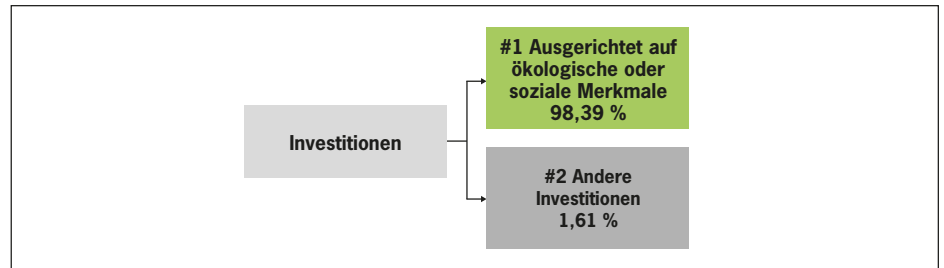 #1 Ausgerichtet auf
ökologische oder
soziale Merkmale
98,39 %
Investitionen
#2 Andere
Investitionen
1,61 %